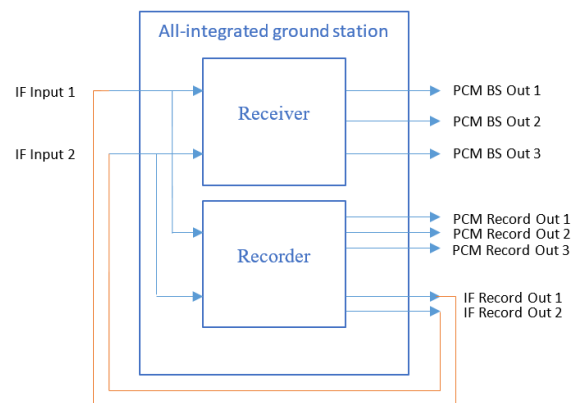 All-integrated ground station
IF Input 1
Receiver
PCM BS Out 1
PCM BS Out 2
IF Input 2
PCM BS Out 3
Recorder
PCM Record Out 1
PCM Record Out 2
PCM Record Out 3
IF Record Out 1
IF Record Out 2